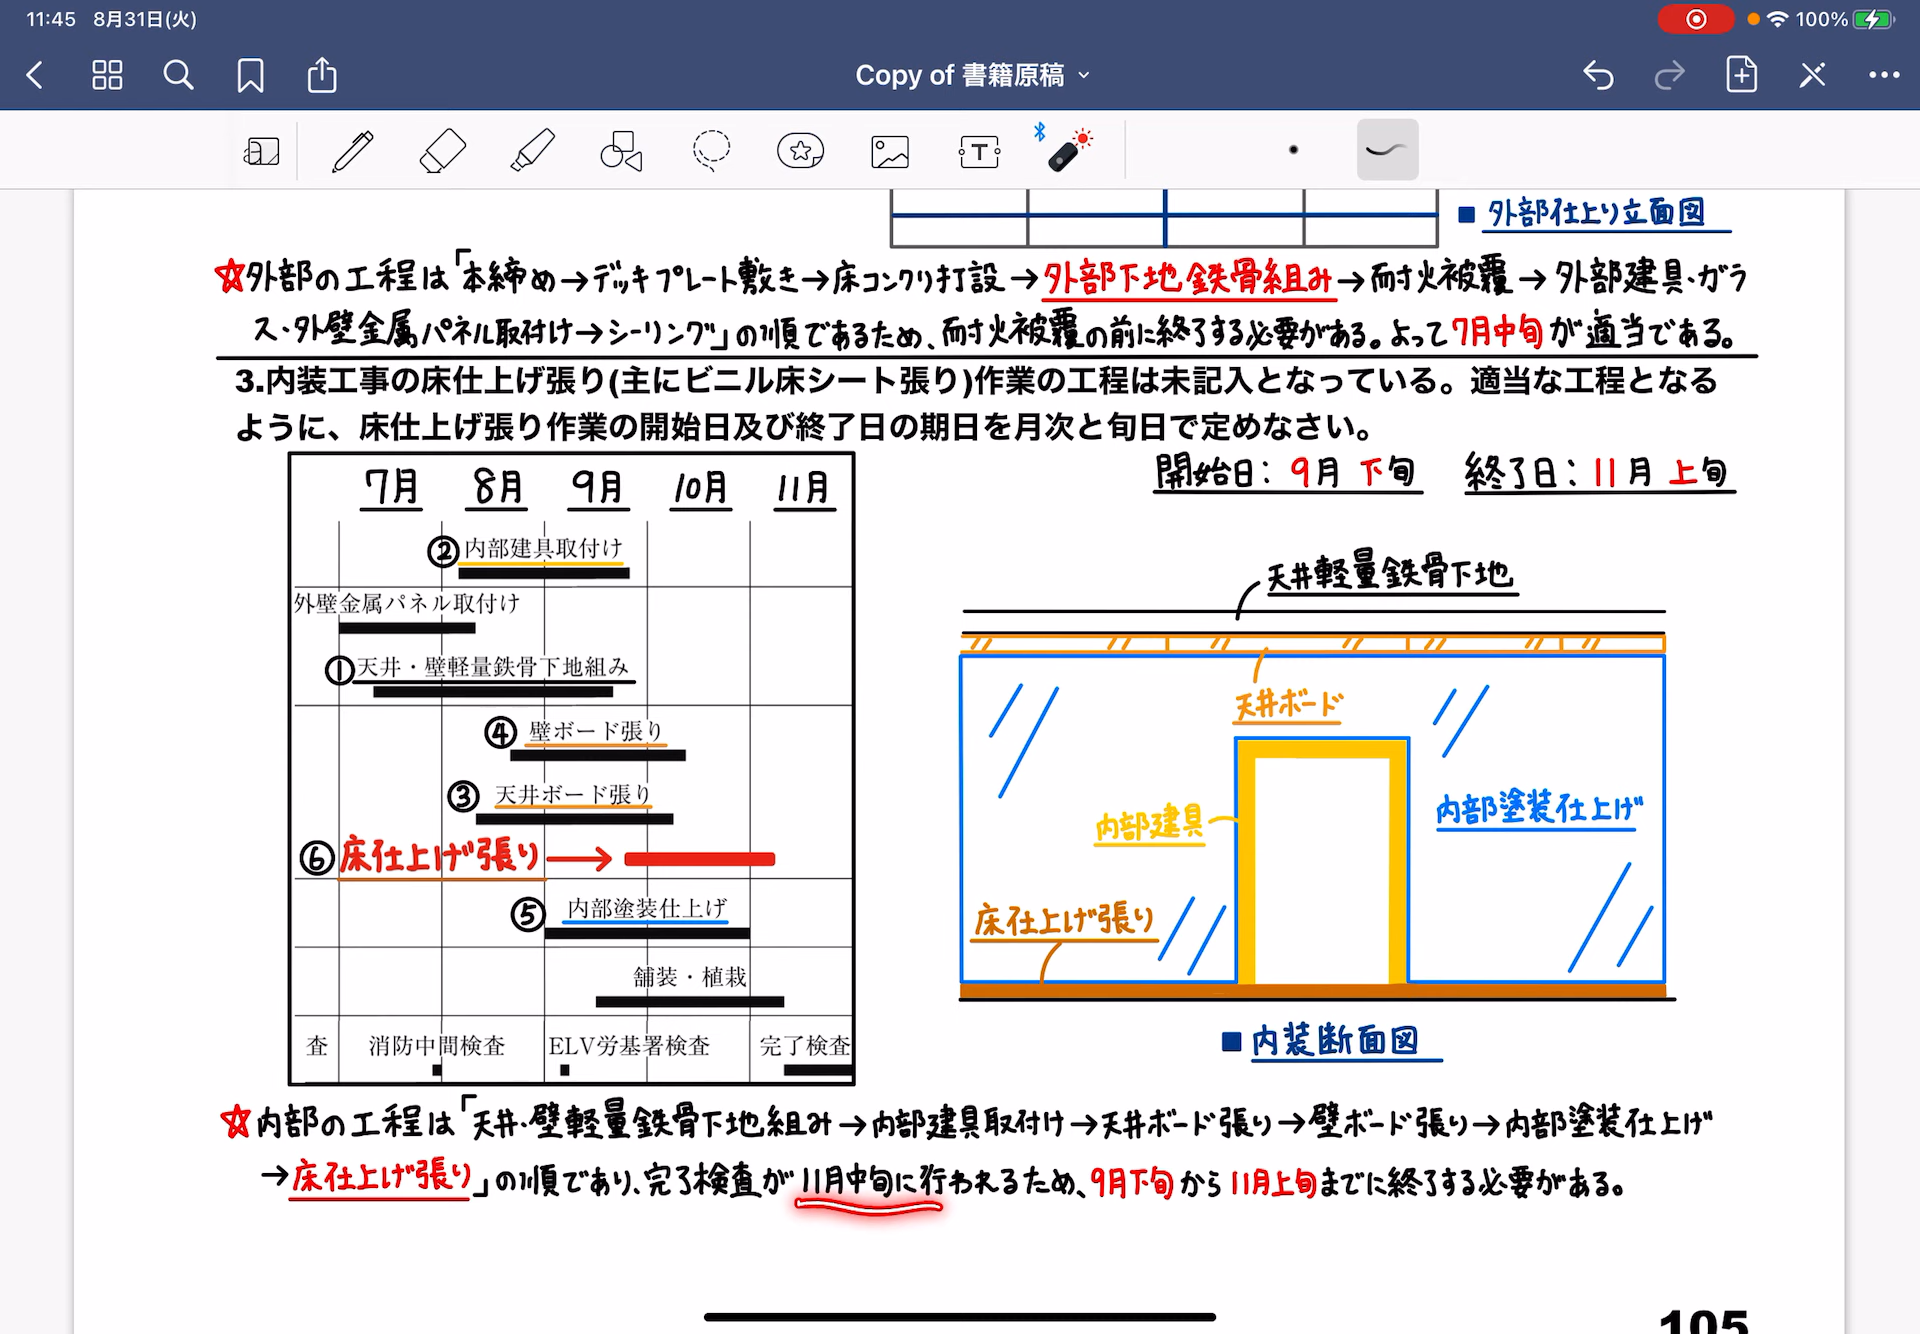 11:45 8月31日(火)
100%
Copy of 書籍原稿
T
■ 外部仕上り立面図
☆外部の工程は「本締め→デッキプレート敷き→床コンクリ打設→外部下地鉄骨組み→耐火被覆→外部建具・ガラ
ス・外壁金属パネル取付け→シーリング」の順であるため、耐火被覆の前に終了する必要がある。よって7月中旬が適当である。
3.内装工事の床仕上げ張り(主にビニル床シート張り)作業の工程は未記入となっている。適当な工程となる
ように、床仕上げ張り作業の開始日及び終了日の期日を月次と旬日で定めなさい。
開始日：9月 下旬 終了日：11月 上旬
7月 8月 9月 10月 11月
②内部建具取付け
外壁金属パネル取付け
①天井・壁軽量鉄骨下地組み
④ 壁ボード張り
③ 天井ボード張り
⑥床仕上げ張り→
⑤ 内部塗装仕上げ
舗装・植栽
査 消防中間検査 ELV労基署検査 完了検査
天井軽量鉄骨下地
天井ボード
内部建具
内部塗装仕上げ
床仕上げ張り
■ 内装断面図
☆内部の工程は「天井・壁軽量鉄骨下地組み→内部建具取付け→天井ボード張り→壁ボード張り→内部塗装仕上げ
→床仕上げ張り」の順であり、完了検査が11月中旬に行われるため、9月下旬から11月上旬までに終了する必要がある。
105